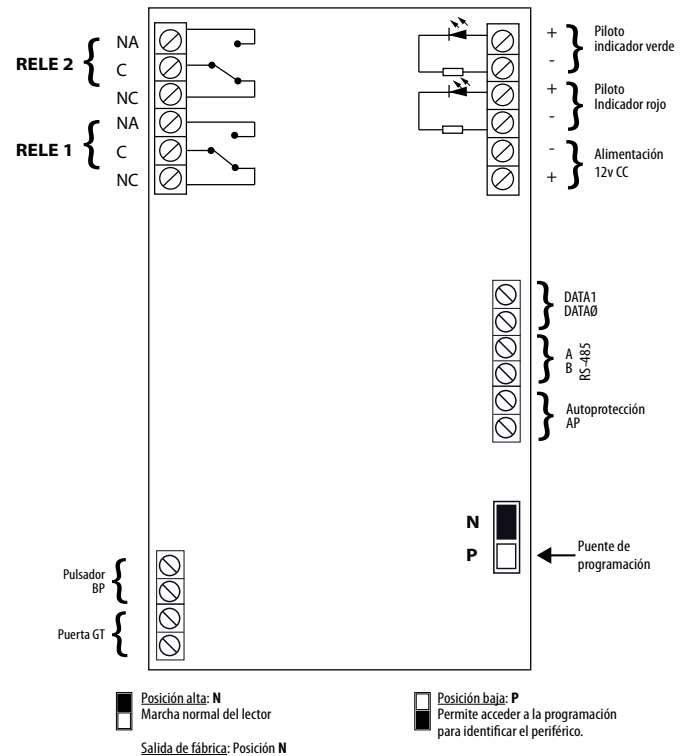 RELE 2
NA
C
NC
RELE 1
NA
C
NC
+
-
Piloto
indicador verde
+
-
Piloto
Indicador rojo
-
+
Alimentación
12v CC
DATA1
DATAØ
A
B
RS-485
Autoprotección
AP
N
P
Puente de
programación
Pulsador
BP
Puerta GT
Posición alta: N
Marcha normal del lector
Salida de fábrica: Posición N
Posición baja: P
Permite acceder a la programación
para identificar el periférico.